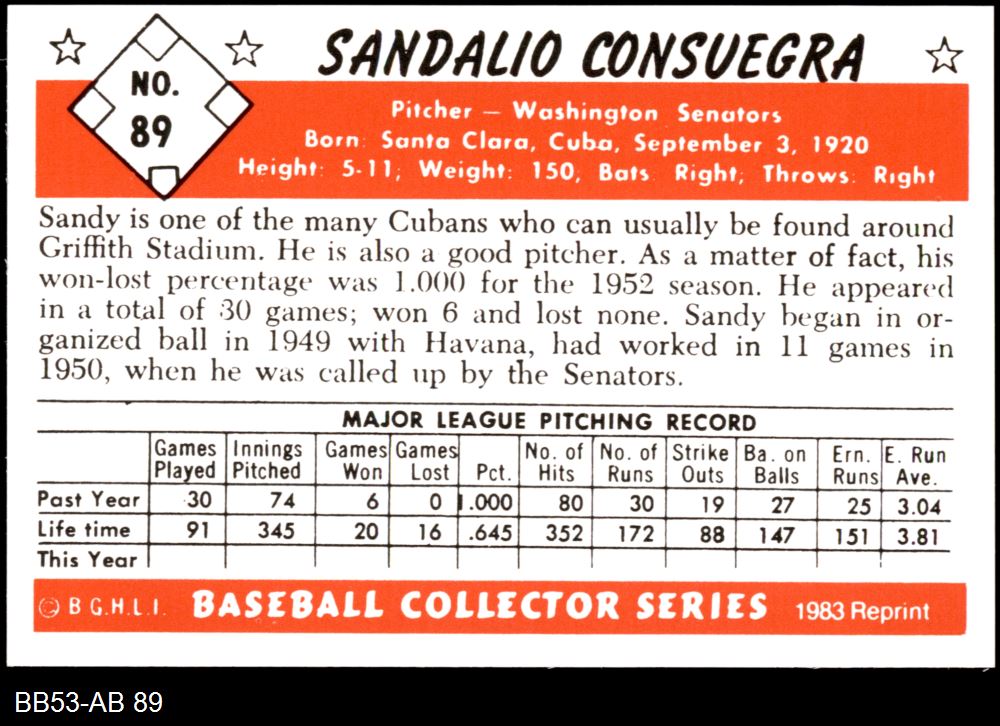 SANDALIO CONSUEGRA
NO.
89
Pitcher — Washington Senators
Born: Santa Clara, Cuba, September 3, 1920
Height: 5-11; Weight: 150, Bats: Right; Throws: Right
Sandy is one of the many Cubans who can usually be found around
Griffith Stadium. He is also a good pitcher. As a matter of fact, his
won-lost percentage was 1.000 for the 1952 season. He appeared
in a total of 30 games; won 6 and lost none. Sandy began in or-
ganized ball in 1949 with Havana, had worked in 11 games in
1950, when he was called up by the Senators.
MAJOR LEAGUE PITCHING RECORD
Games Played Innings Pitched Games Won Games Lost Pct. No. of Hits No. of Runs Strike Outs Ba. on Balls Ern. Runs E. Run Ave.
Past Year 30 74 6 0 1.000 80 30 19 27 25 3.04
Life time 91 345 20 16 .645 352 172 88 147 151 3.81
This Year
© B G.H.L.I. BASEBALL COLLECTOR SERIES 1983 Reprint
BB53-AB 89